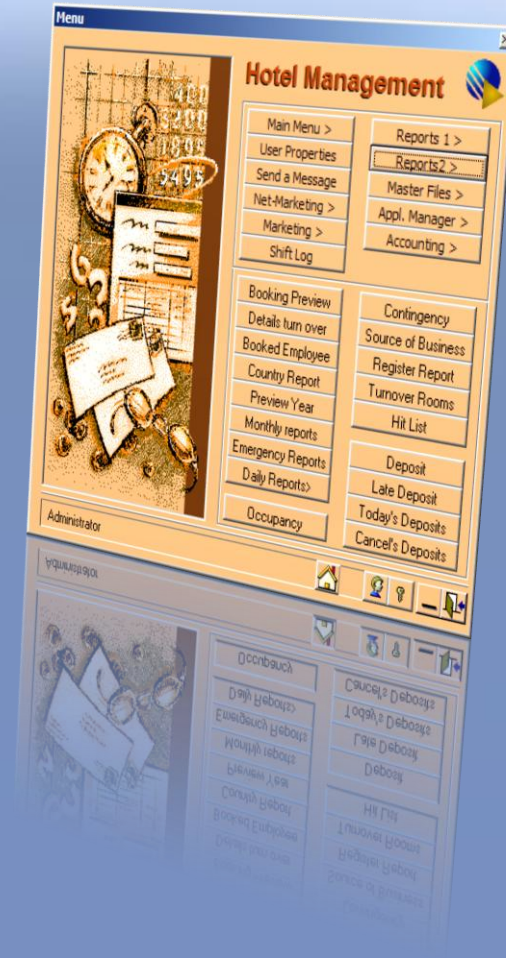 Menu
Hotel Management
Main Menu >
User Properties
Send a Message
Net-Marketing >
Marketing >
Shift Log
Reports 1 >
Reports2 >
Master Files >
Appl. Manager >
Accounting >
Booking Preview
Details turn over
Booked Employee
Country Report
Preview Year
Monthly reports
Emergency Reports
Daily Reports>
Occupancy
Contingency
Source of Business
Register Report
Turnover Rooms
Hit List
Deposit
Late Deposit
Today's Deposits
Cancel's Deposits
5495
Administrator